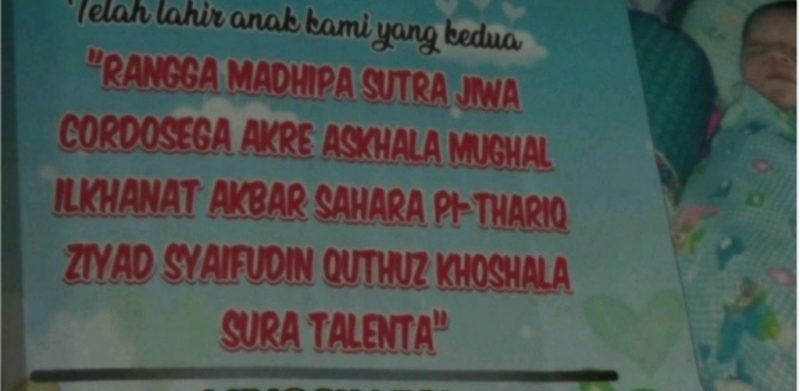 Telah lahir anak kami yang kedua
"RANGGA MADHIPA SUTRA JIWA
CORDOSEGA AKRE ASKHALA MUGHAL
ILKHANAT AKBAR SAHARA PI-THARIQ
ZIYAD SYAIFUDIN QUTHUZ KHOSHALA
SURA TALENTA"